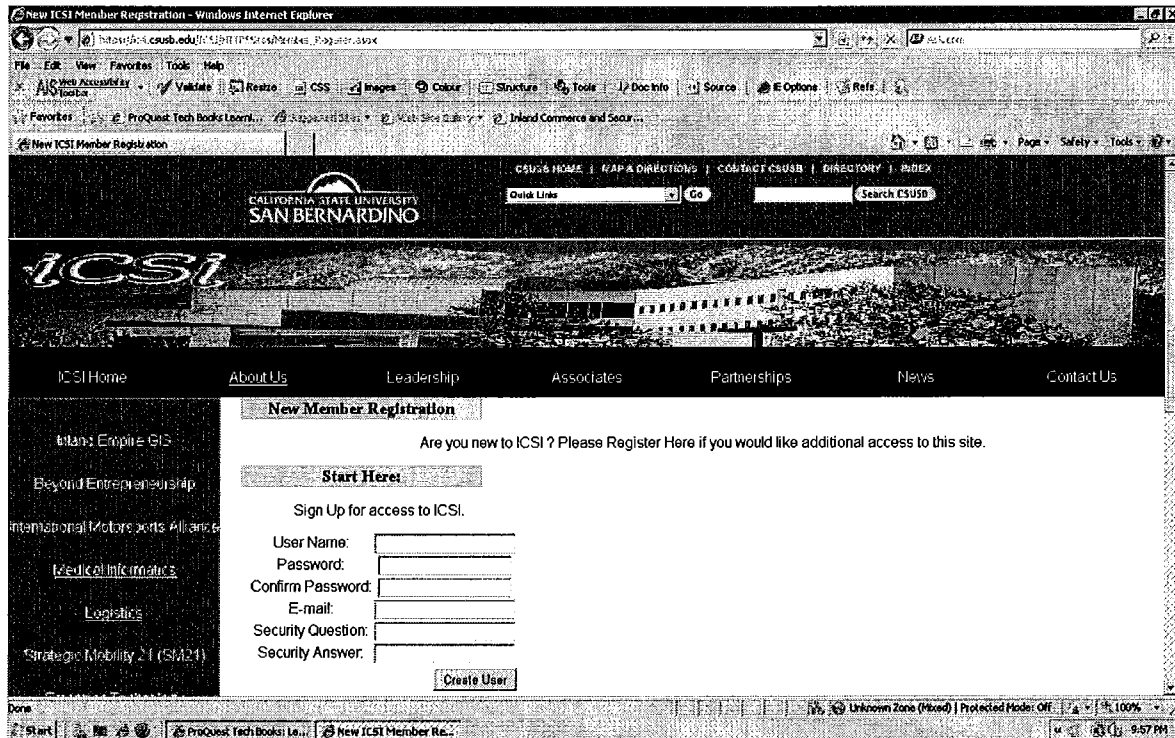 New ICSI Member Registration - Windows Internet Explorer
File Edit View Favorites Tools Help
AIS Web Accessibility Toolbar Validate Resize CSS Images Colour Structure Tools Doc Info Source IE Options Refs
Favorites ProQuest Tech Books Learni... Inland Commerce and Secur...
New ICSI Member Registration Page Safety Tools
CSUSB HOME | MAP & DIRECTIONS | CONTACT CSUSB | DIRECTORY | INDEX
Quick Links Go Search CSUSB
CALIFORNIA STATE UNIVERSITY
SAN BERNARDINO
iCSi
ICSI Home About Us Leadership Associates Partnerships News Contact Us
New Member Registration
Are you new to ICSI ? Please Register Here if you would like additional access to this site.
Inland Empire GIS
Beyond Entrepreneurship
International Motorsports Alliance
Medical Informatics
Logistics
Strategic Mobility 21 (SM21)
Start Here:
Sign Up for access to ICSI.
User Name:
Password:
Confirm Password:
E-mail:
Security Question:
Security Answer:
Create User
Done Unknown Zone (Mixed) | Protected Mode: Off 100%
Start ProQuest Tech Books: Le... New ICSI Member Re... 9:57 PM